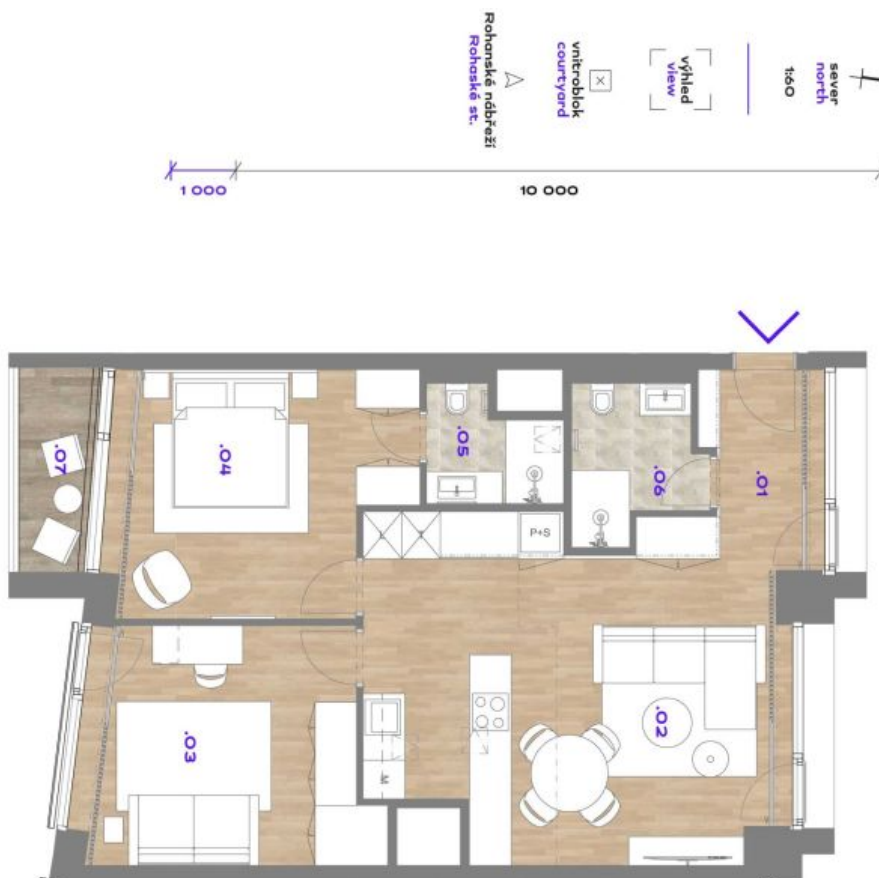 sever
north
1:60
výhled
view
vnitroblok
courtyard
Rohanské nábřeží
Rohaské st.
1 000
10 000
.01
.02
.03
.04
.05
.06
.07
P+S
M